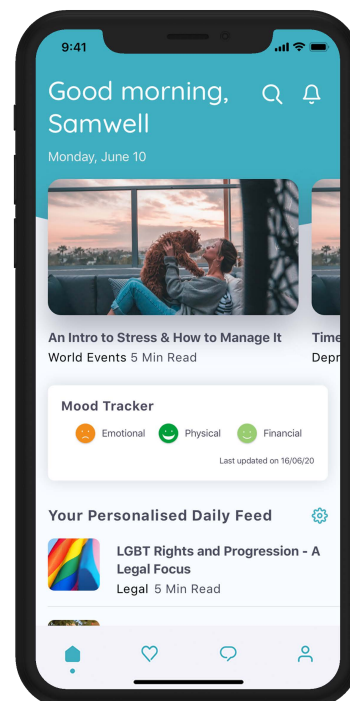 9:41
Good morning,
Samwell
Monday, June 10
An Intro to Stress & How to Manage It
World Events 5 Min Read
Time
Depr
Mood Tracker
Emotional Physical Financial
Last updated on 16/06/20
Your Personalised Daily Feed
LGBT Rights and Progression - A
Legal Focus
Legal 5 Min Read